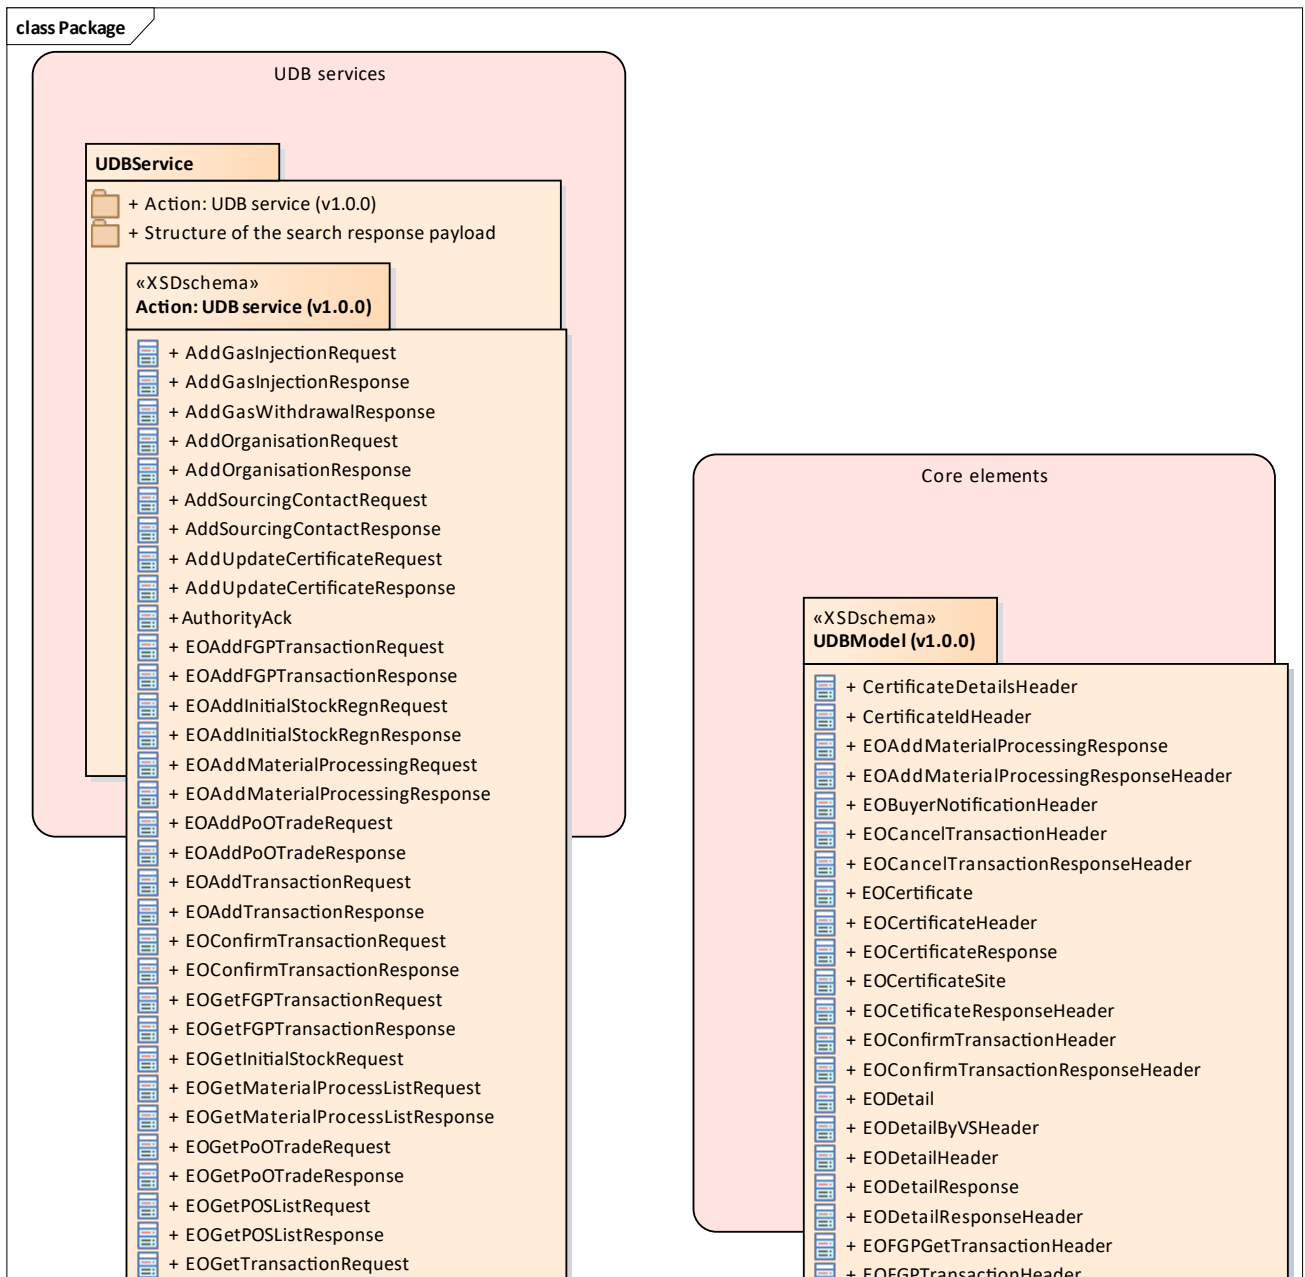 class Package
UDB services
UDBService
+ Action: UDB service (v1.0.0)
+ Structure of the search response payload
«XSDschema»
Action: UDB service (v1.0.0)
+ AddGasInjectionRequest
+ AddGasInjectionResponse
+ AddGasWithdrawalResponse
+ AddOrganisationRequest
+ AddOrganisationResponse
+ AddSourcingContactRequest
+ AddSourcingContactResponse
+ AddUpdateCertificateRequest
+ AddUpdateCertificateResponse
+ AuthorityAck
+ EOAddFGPTransactionRequest
+ EOAddFGPTransactionResponse
+ EOAddInitialStockRegnRequest
+ EOAddInitialStockRegnResponse
+ EOAddMaterialProcessingRequest
+ EOAddMaterialProcessingResponse
+ EOAddPoOTradeRequest
+ EOAddPoOTradeResponse
+ EOAddTransactionRequest
+ EOAddTransactionResponse
+ EOConfirmTransactionRequest
+ EOConfirmTransactionResponse
+ EOGetFGPTransactionRequest
+ EOGetFGPTransactionResponse
+ EOGetInitialStockRequest
+ EOGetMaterialProcessListRequest
+ EOGetMaterialProcessListResponse
+ EOGetPoOTradeRequest
+ EOGetPoOTradeResponse
+ EOGetPOSListRequest
+ EOGetPOSListResponse
+ EOGetTransactionRequest
Core elements
«XSDschema»
UDBModel (v1.0.0)
+ CertificateDetailsHeader
+ CertificateIdHeader
+ EOAddMaterialProcessingResponse
+ EOAddMaterialProcessingResponseHeader
+ EOBuyerNotificationHeader
+ EOCancelTransactionHeader
+ EOCancelTransactionResponseHeader
+ EOCertificate
+ EOCertificateHeader
+ EOCertificateResponse
+ EOCertificateSite
+ EOCetificateResponseHeader
+ EOConfirmTransactionHeader
+ EOConfirmTransactionResponseHeader
+ EODetail
+ EODetailByVSHeader
+ EODetailHeader
+ EODetailResponse
+ EODetailResponseHeader
+ EOFGPGetTransactionHeader
+ EOFGPTransactionHeader